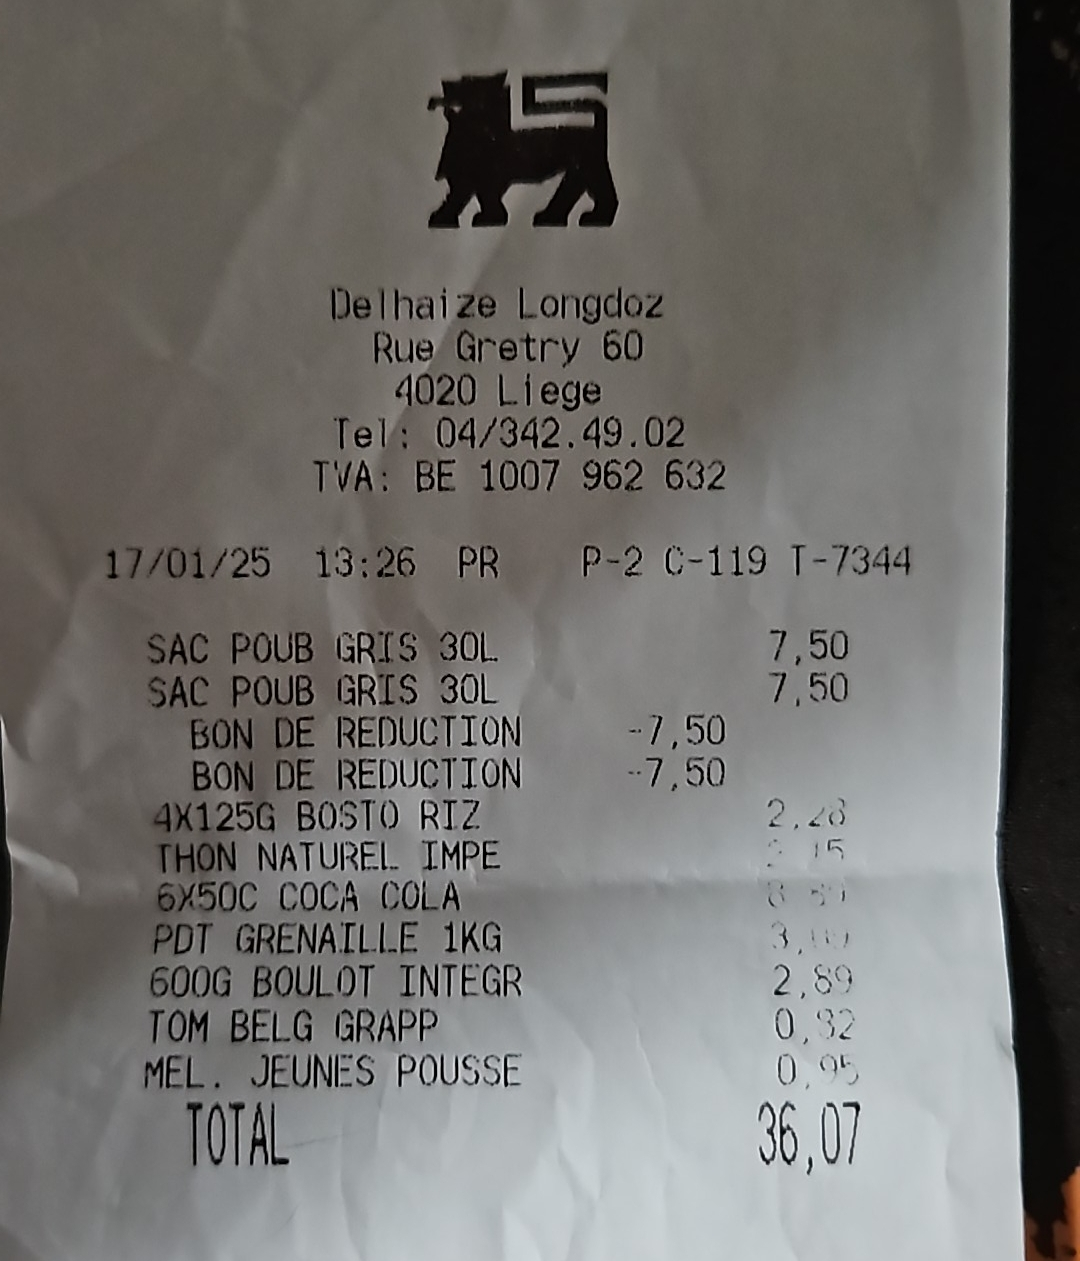 Delhaize Longdoz
Rue Gretry 60
4020 Liege
Tel: 04/342.49.02
TVA: BE 1007 962 632
17/01/25 13:26 PR P-2 C-119 T-7344
SAC POUB GRIS 30L 7,50
SAC POUB GRIS 30L 7,50
BON DE REDUCTION -7,50
BON DE REDUCTION -7,50
4X125G BOSTO RIZ 2,28
THON NATUREL IMPE
6X50C COCA COLA
PDT GRENAILLE 1KG
600G BOULOT INTEGR 2,89
TOM BELG GRAPP
MEL. JEUNES POUSSE 0,95
TOTAL 36,07